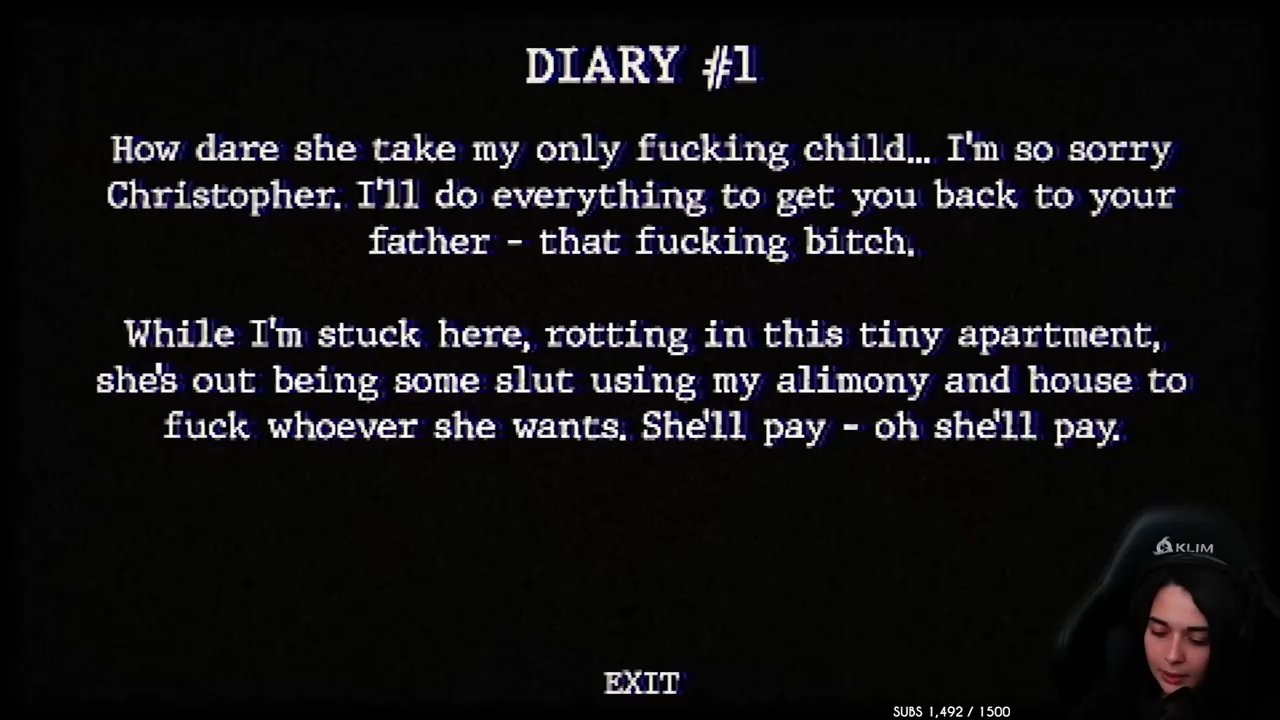 DIARY #1
How dare she take my only fucking child... I'm so sorry
Christopher. I'll do everything to get you back to your
father - that fucking bitch.
While I'm stuck here, rotting in this tiny apartment,
she's out being some slut using my alimony and house to
fuck whoever she wants. She'll pay - oh she'll pay.
KLIM
EXIT
SUBS 1,492 / 1500